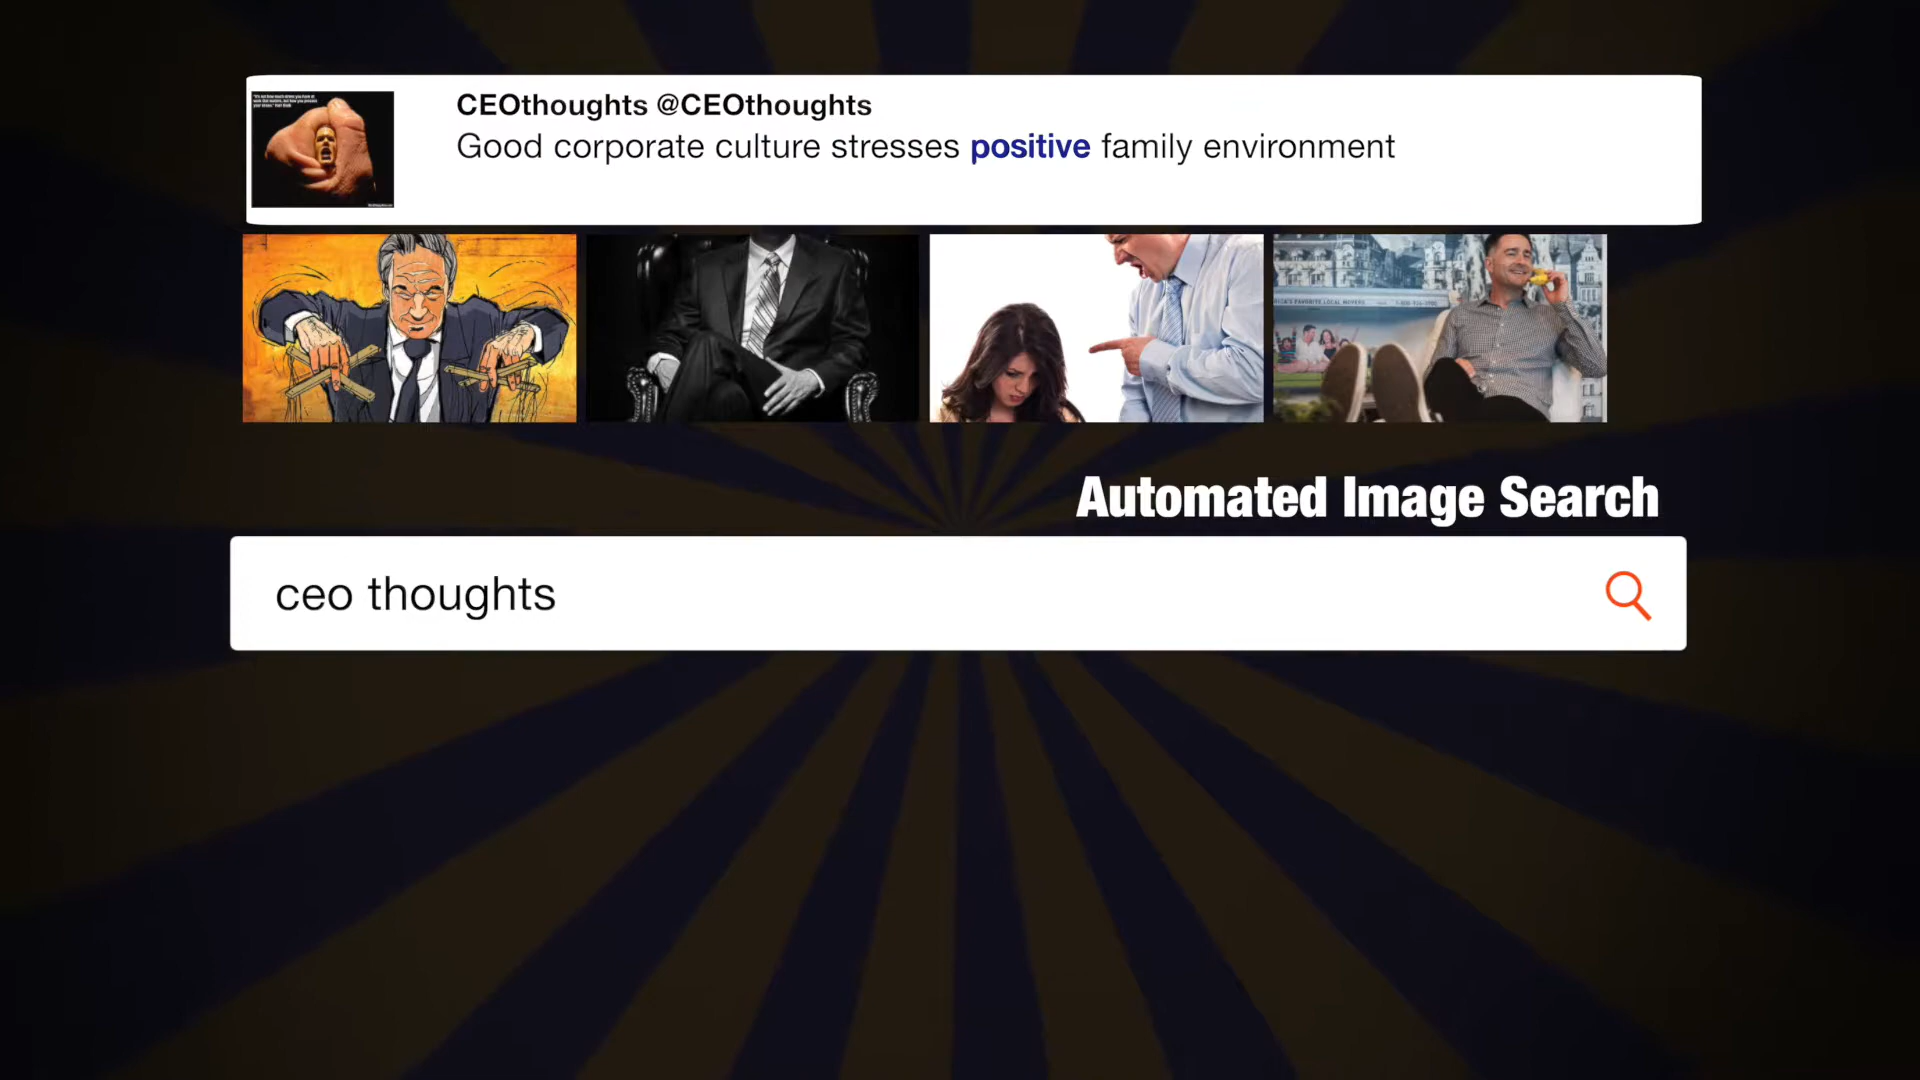 CEOthoughts @CEOthoughts
Good corporate culture stresses positive family environment
Automated Image Search
ceo thoughts